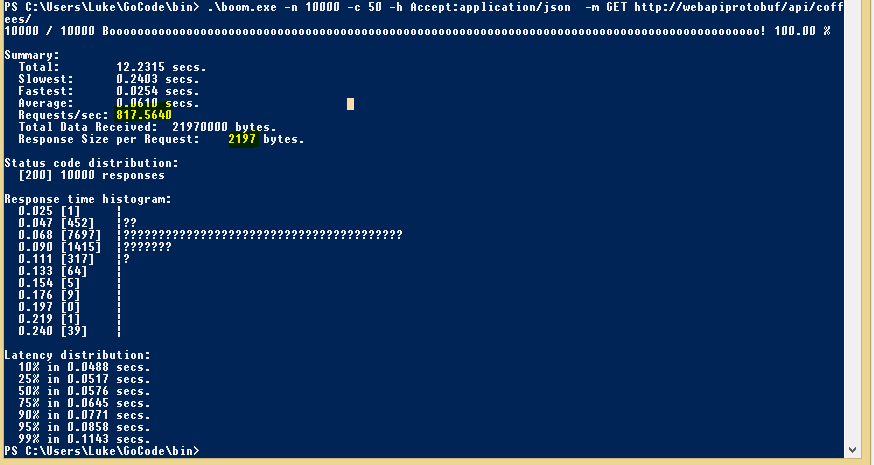 PS C:\Users\Luke\GoCode\bin> .\boom.exe -n 10000 -c 50 -h Accept:application/json  -m GET http://webapiprotobuf/api/coff
ees/
10000 / 10000 Boooooooooooooooooooooooooooooooooooooooooooooooooooooooooooooooooooooooooooooooooooooooooooooo! 100.00 %
Summary:
  Total:        12.2315 secs.
  Slowest:      0.2403 secs.
  Fastest:      0.0254 secs.
  Average:      0.0610 secs.
  Requests/sec: 817.5640
  Total Data Received:  21970000 bytes.
  Response Size per Request:    2197 bytes.
Status code distribution:
  [200] 10000 responses
Response time histogram:
  0.025 [1]     ¦
  0.047 [452]   ¦??
  0.068 [7697]  ¦????????????????????????????????????????
  0.090 [1415]  ¦???????
  0.111 [317]   ¦?
  0.133 [64]    ¦
  0.154 [5]     ¦
  0.176 [9]     ¦
  0.197 [0]     ¦
  0.219 [1]     ¦
  0.240 [39]    ¦
Latency distribution:
  10% in 0.0488 secs.
  25% in 0.0517 secs.
  50% in 0.0576 secs.
  75% in 0.0645 secs.
  90% in 0.0771 secs.
  95% in 0.0858 secs.
  99% in 0.1143 secs.
PS C:\Users\Luke\GoCode\bin>